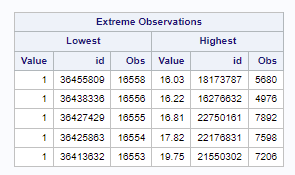 Extreme Observations
Lowest Highest
Value id Obs Value id Obs
1 36455809 16558 16.03 18173787 5680
1 36438336 16556 16.22 16276632 4976
1 36427429 16555 16.81 22750161 7892
1 36425863 16554 17.82 22176831 7598
1 36413632 16553 19.75 21550302 7206